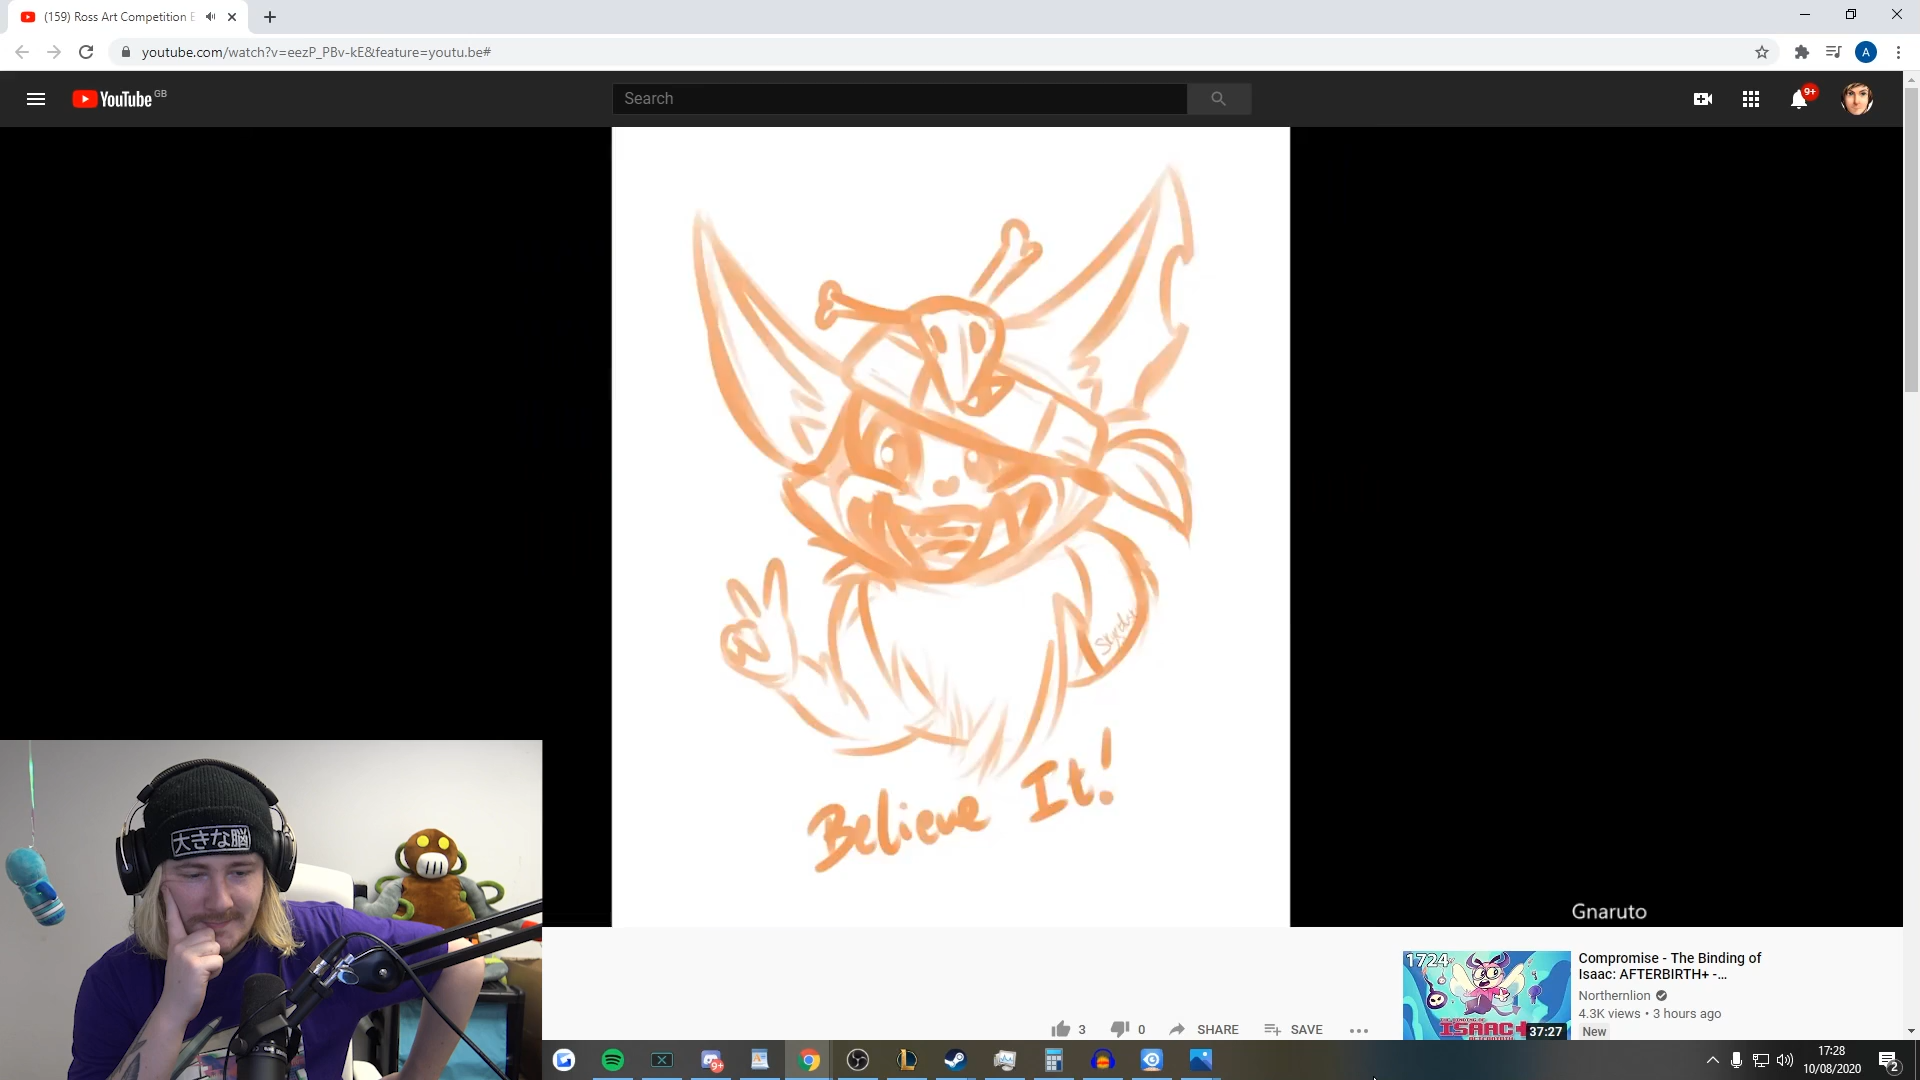 (159) Ross Art Competition E
youtube.com/watch?v=eezP_PBv-kE&feature=youtu.be#
A
YouTube GB
Search
9+
Believe It!
Gnaruto
大きな脳
1724
ISAAC
37:27
Compromise - The Binding of
Isaac: AFTERBIRTH+ -...
Northernlion
4.3K views • 3 hours ago
New
3
0
SHARE
SAVE
9+
17:28
10/08/2020
2